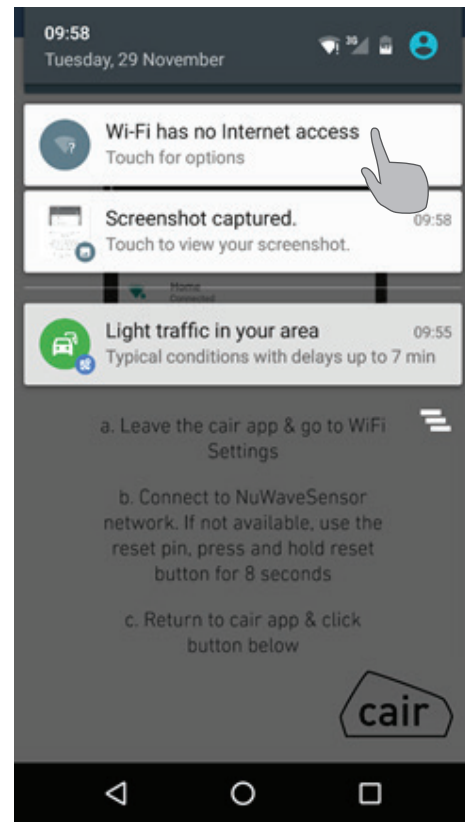 09:58
Tuesday, 29 November
3G
Wi-Fi has no Internet access
Touch for options
Screenshot captured.
09:58
Touch to view your screenshot.
Home
Connected
Light traffic in your area
09:55
Typical conditions with delays up to 7 min
a. Leave the cair app & go to WiFi
Settings
b. Connect to NuWaveSensor
network. If not available, use the
reset pin, press and hold reset
button for 8 seconds
c. Return to cair app & click
button below
cair